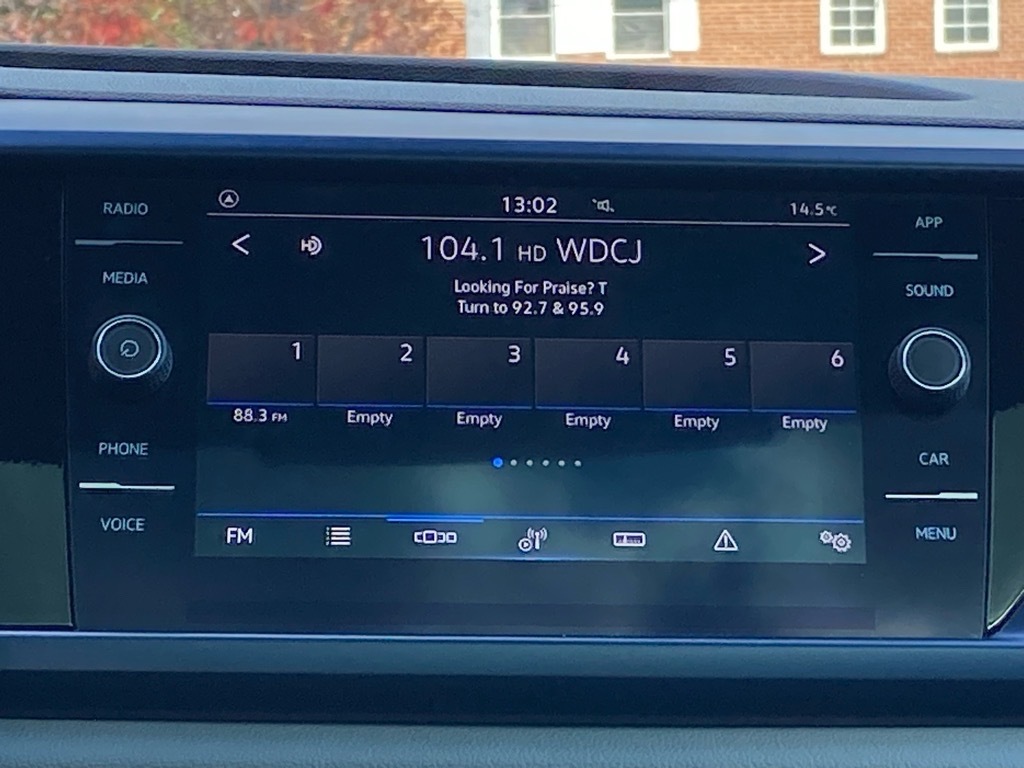 RADIO
MEDIA
PHONE
VOICE
13:02
14.5°C
HD
104.1 HD WDCJ
Looking For Praise? T
Turn to 92.7 & 95.9
1 2 3 4 5 6
88.3 FM Empty Empty Empty Empty Empty
FM
APP
SOUND
CAR
MENU